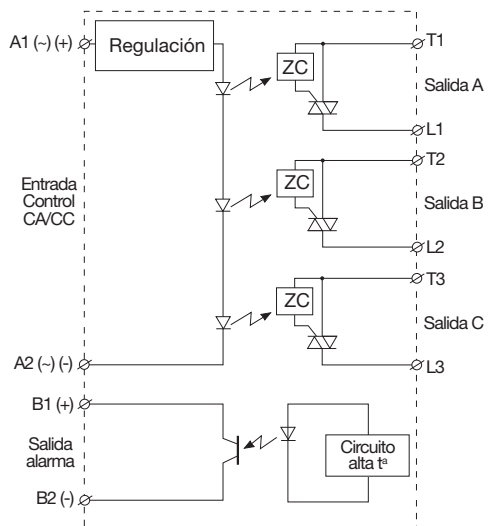 A1 (~) (+)
Regulación
ZC
T1
Salida A
L1
T2
ZC
Salida B
L2
Entrada
Control
CA/CC
T3
ZC
Salida C
L3
A2 (~) (-)
B1 (+)
Salida
alarma
B2 (-)
Circuito
alta tª